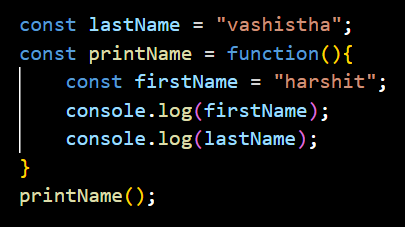 const lastName = "vashistha";
const printName = function(){
    const firstName = "harshit";
    console.log(firstName);
    console.log(lastName);
}
printName();